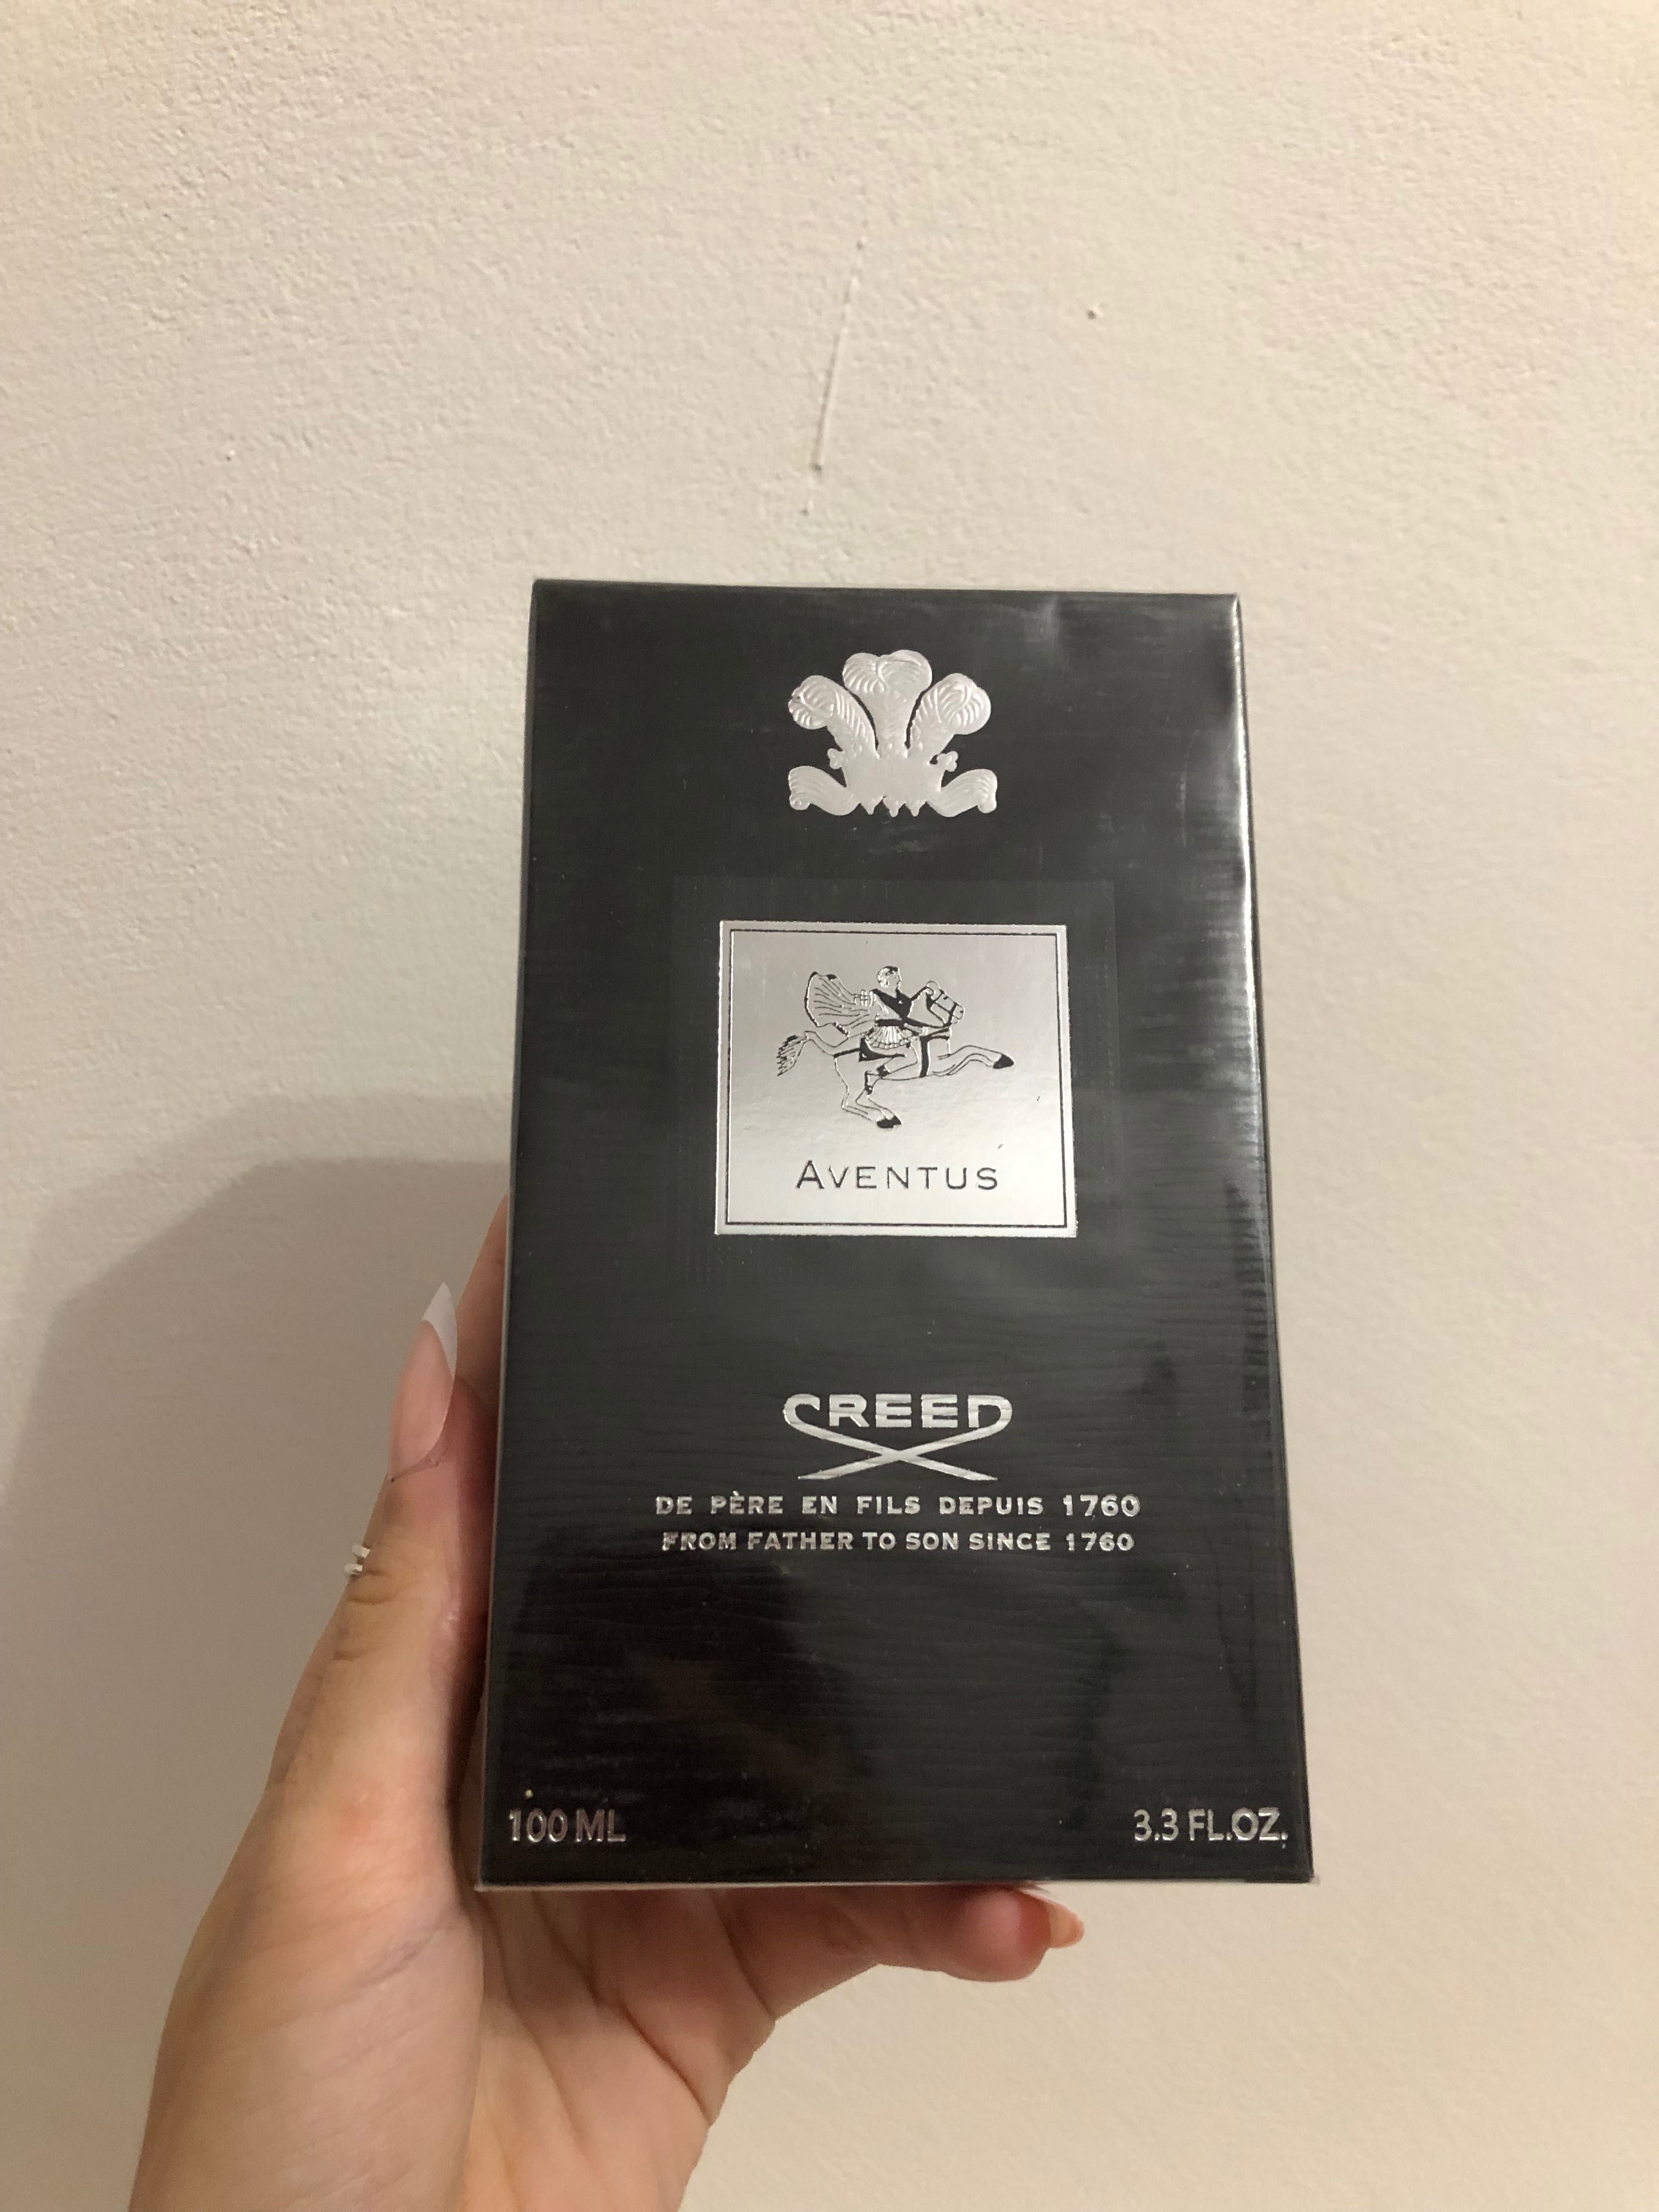 AVENTUS
CREED
DE PÈRE EN FILS DEPUIS 1760
FROM FATHER TO SON SINCE 1760
100 ML 3.3 FL.OZ.